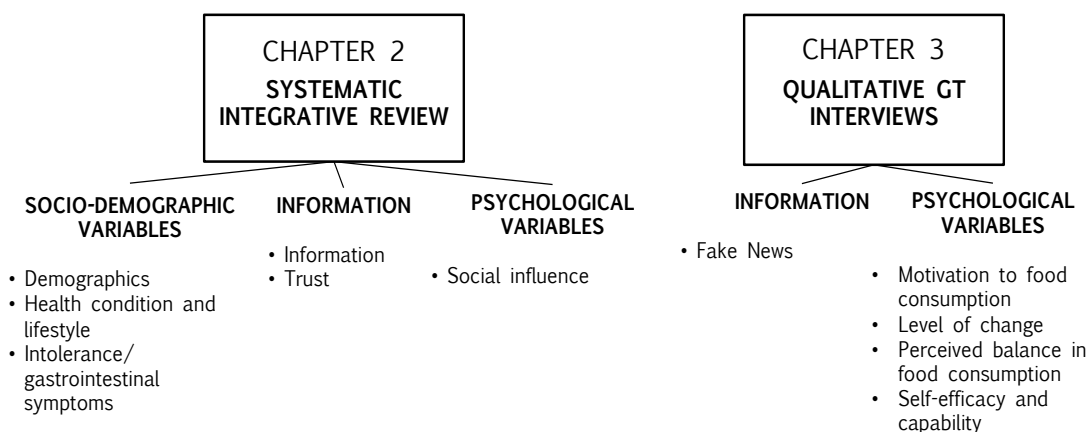 CHAPTER 2
SYSTEMATIC
INTEGRATIVE REVIEW
SOCIO-DEMOGRAPHIC
VARIABLES
• Demographics
• Health condition and
lifestyle
• Intolerance/
gastrointestinal
symptoms
INFORMATION
• Information
• Trust
PSYCHOLOGICAL
VARIABLES
• Social influence
CHAPTER 3
QUALITATIVE GT
INTERVIEWS
INFORMATION
• Fake News
PSYCHOLOGICAL
VARIABLES
• Motivation to food
consumption
• Level of change
• Perceived balance in
food consumption
• Self-efficacy and
capability